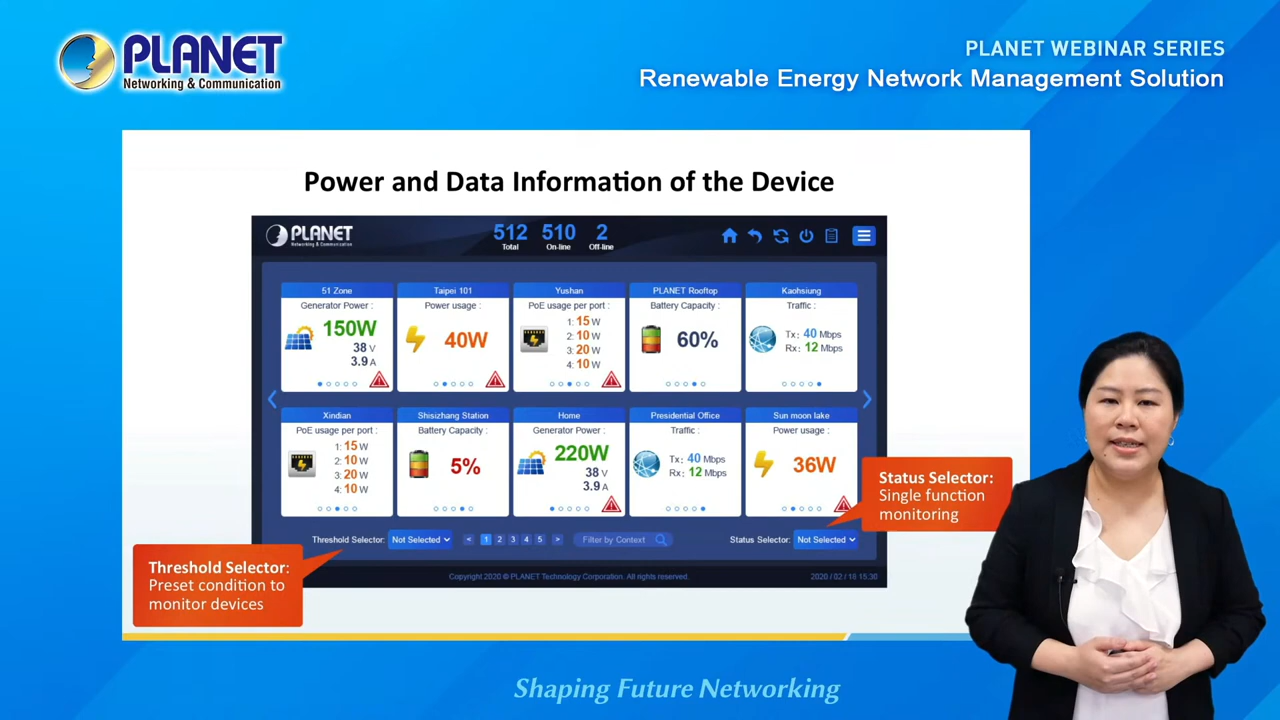 PLANET
Networking & Communication
PLANET WEBINAR SERIES
Renewable Energy Network Management Solution
Power and Data Information of the Device
PLANET
Networking & Communication
512 510 2
Total On-line Off-line
51 Zone
Generator Power :
150W
38 V
3.9 A
Taipei 101
Power usage :
40W
Yushan
PoE usage per port :
1: 15 W
2: 10 W
3: 20 W
4: 10 W
PLANET Rooftop
Battery Capacity :
60%
Kaohsiung
Traffic :
Tx: 40 Mbps
Rx: 12 Mbps
Xindian
PoE usage per port :
1: 15 W
2: 10 W
3: 20 W
4: 10 W
Shisizhang Station
Battery Capacity :
5%
Home
Generator Power :
220W
38 V
3.9 A
Presidential Office
Traffic :
Tx: 40 Mbps
Rx: 12 Mbps
Sun moon lake
Power usage :
36W
Threshold Selector: Not Selected < 1 2 3 4 5 > Filter by Context Status Selector: Not Selected
Copyright 2020 © PLANET Technology Corporation. All rights reserved. 2020 / 02 / 18 15:30
Status Selector:
Single function
monitoring
Threshold Selector:
Preset condition to
monitor devices
Shaping Future Networking